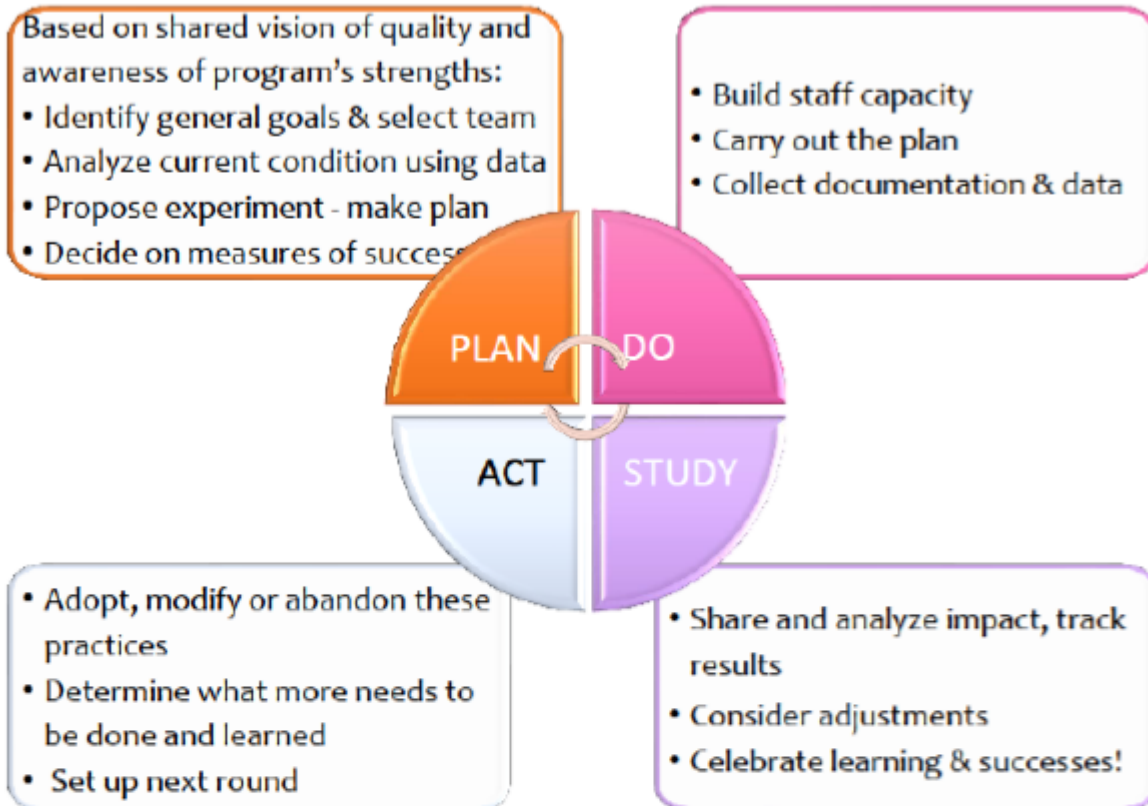 Based on shared vision of quality and
awareness of program's strengths:
• Identify general goals & select team
• Analyze current condition using data
• Propose experiment - make plan
• Decide on measures of success
• Build staff capacity
• Carry out the plan
• Collect documentation & data
PLAN
DO
ACT
STUDY
• Adopt, modify or abandon these
practices
• Determine what more needs to
be done and learned
• Set up next round
• Share and analyze impact, track
results
• Consider adjustments
• Celebrate learning & successes!